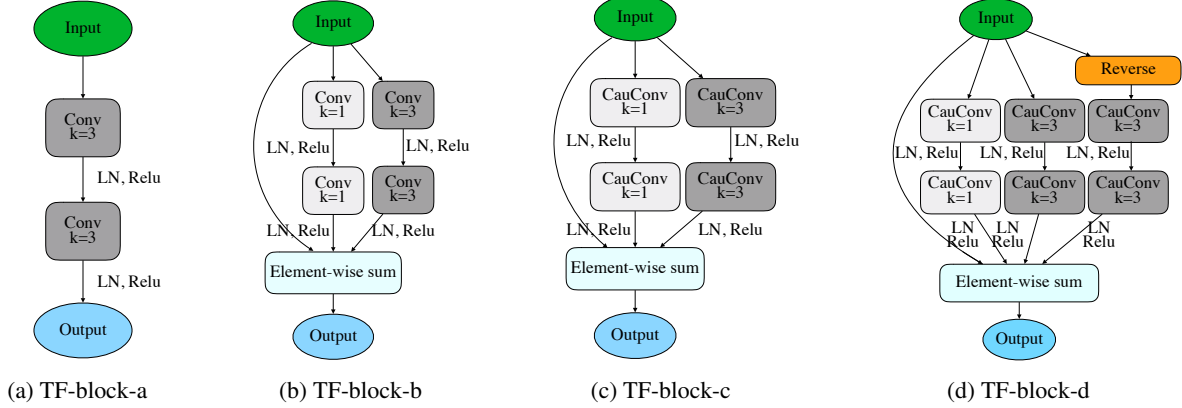 Input
Conv
k=3
LN, Relu
Conv
k=3
LN, Relu
Output
(a) TF-block-a
Input
Conv
k=1
Conv
k=3
LN, Relu
LN, Relu
Conv
k=1
Conv
k=3
LN, Relu
LN, Relu
Element-wise sum
Output
(b) TF-block-b
Input
CauConv
k=1
CauConv
k=3
LN, Relu
LN, Relu
CauConv
k=1
CauConv
k=3
LN, Relu
LN, Relu
Element-wise sum
Output
(c) TF-block-c
Input
Reverse
CauConv
k=1
CauConv
k=3
CauConv
k=3
LN, Relu
LN, Relu
LN, Relu
CauConv
k=1
CauConv
k=3
CauConv
k=3
LN
Relu
LN
Relu
LN
Relu
Element-wise sum
Output
(d) TF-block-d